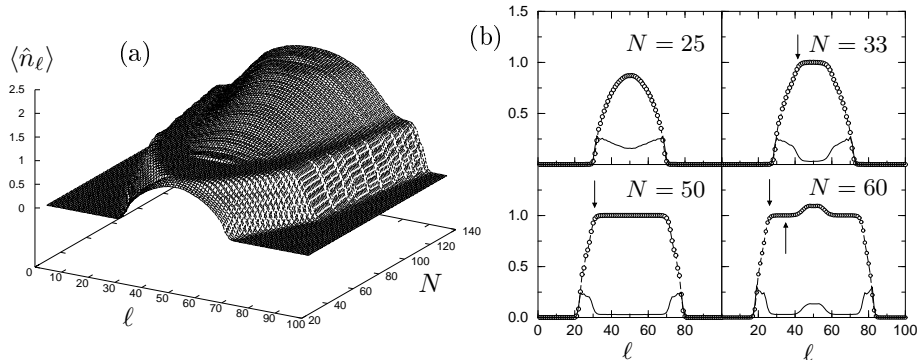 (a)
⟨n̂ℓ⟩
2.5
2
1.5
1
0.5
0
0 10 20 30 40 50 60 70 80 90 100
ℓ
20 40 60 80 100 120 140
N
(b)
1.5
1.0
0.5
0.0
1.0
0.5
0.0
N = 25
N = 33
N = 50
N = 60
0 20 40 60 80
20 40 60 80 100
ℓ
ℓ